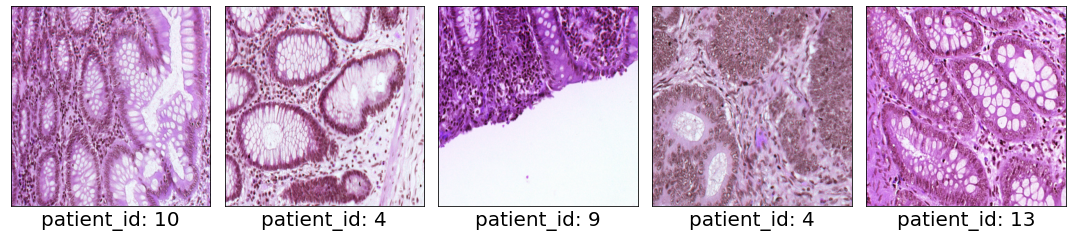 patient_id: 10
patient_id: 4
patient_id: 9
patient_id: 4
patient_id: 13